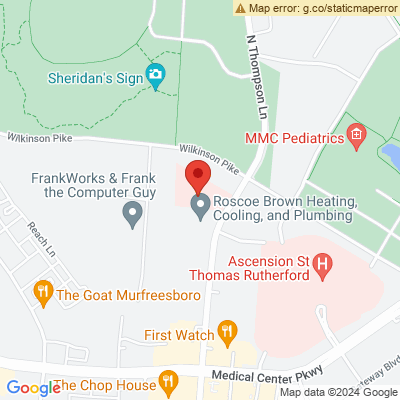 Map error: g.co/staticmaperror
N Thompson Ln
Sheridan's Sign
Wilkinson Pike
Wilkinson Pike
MMC Pediatrics
FrankWorks & Frank
the Computer Guy
Roscoe Brown Heating,
Cooling, and Plumbing
Reach Ln
Ascension St
Thomas Rutherford
H
The Goat Murfreesboro
First Watch
Medical Center Pkwy
Gateway Blvd
Google
The Chop House
Map data ©2024 Google